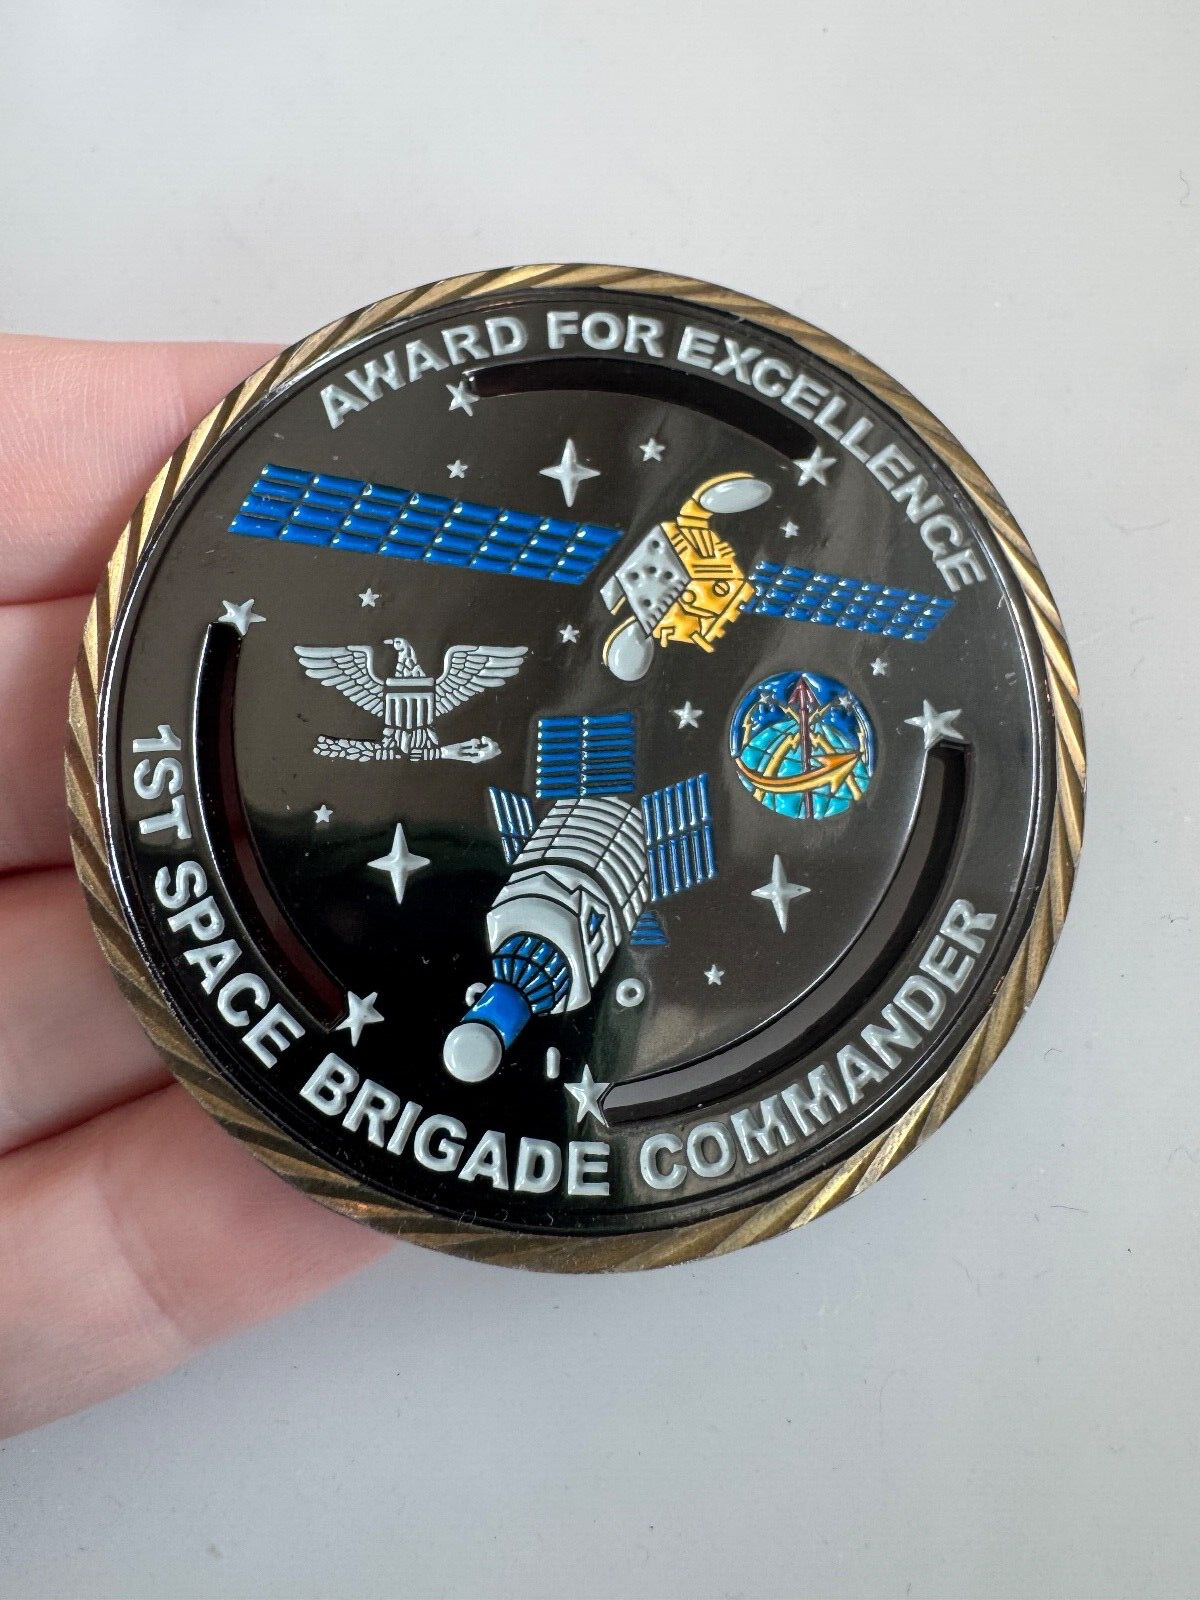 AWARD FOR EXCELLENCE
1ST SPACE BRIGADE COMMANDER